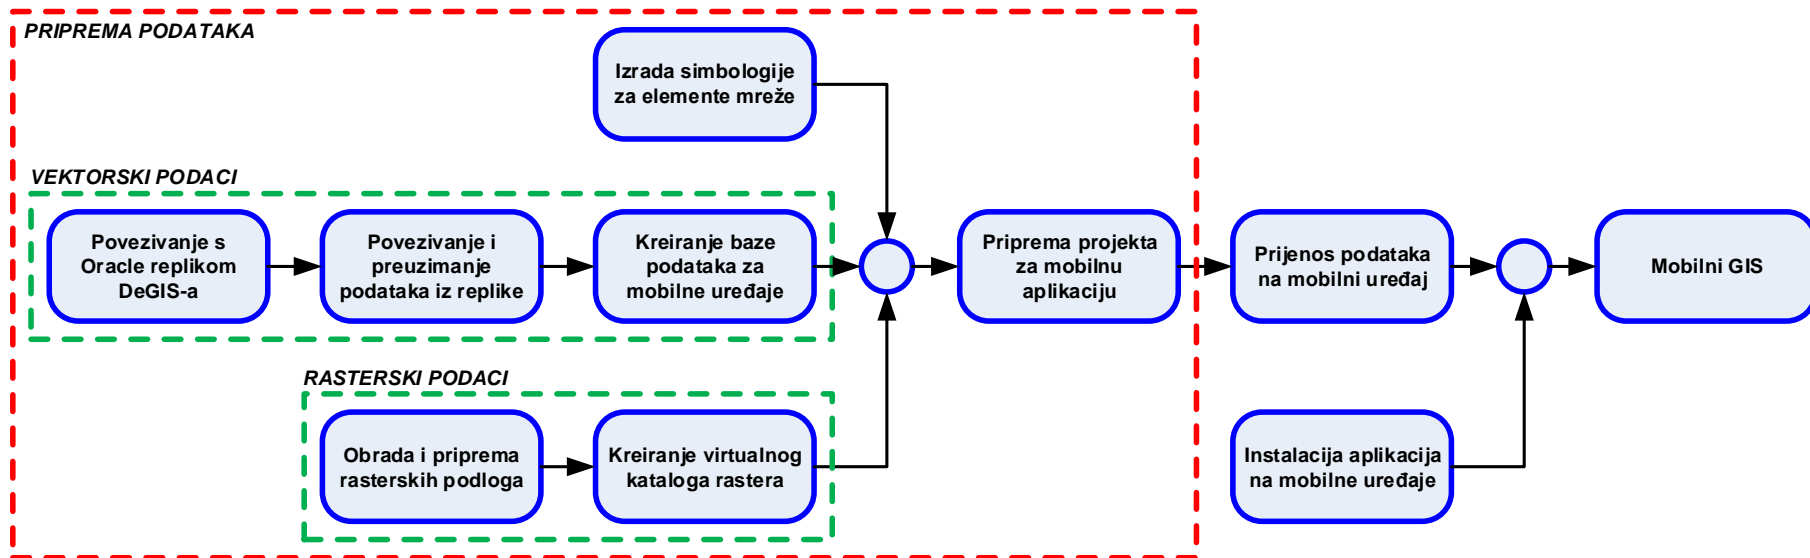 PRIPREMA PODATAKA
Izrada simbologije
za elemente mreže
VEKTORSKI PODACI
Povezivanje s
Oracle replikom
DeGIS-a
Povezivanje i
preuzimanje
podataka iz replike
Kreiranje baze
podataka za
mobilne uređaje
Priprema projekta
za mobilnu
aplikaciju
Prijenos podataka
na mobilni uređaj
Mobilni GIS
RASTERSKI PODACI
Obrada i priprema
rasterskih podloga
Kreiranje virtualnog
kataloga rastera
Instalacija aplikacija
na mobilne uređaje